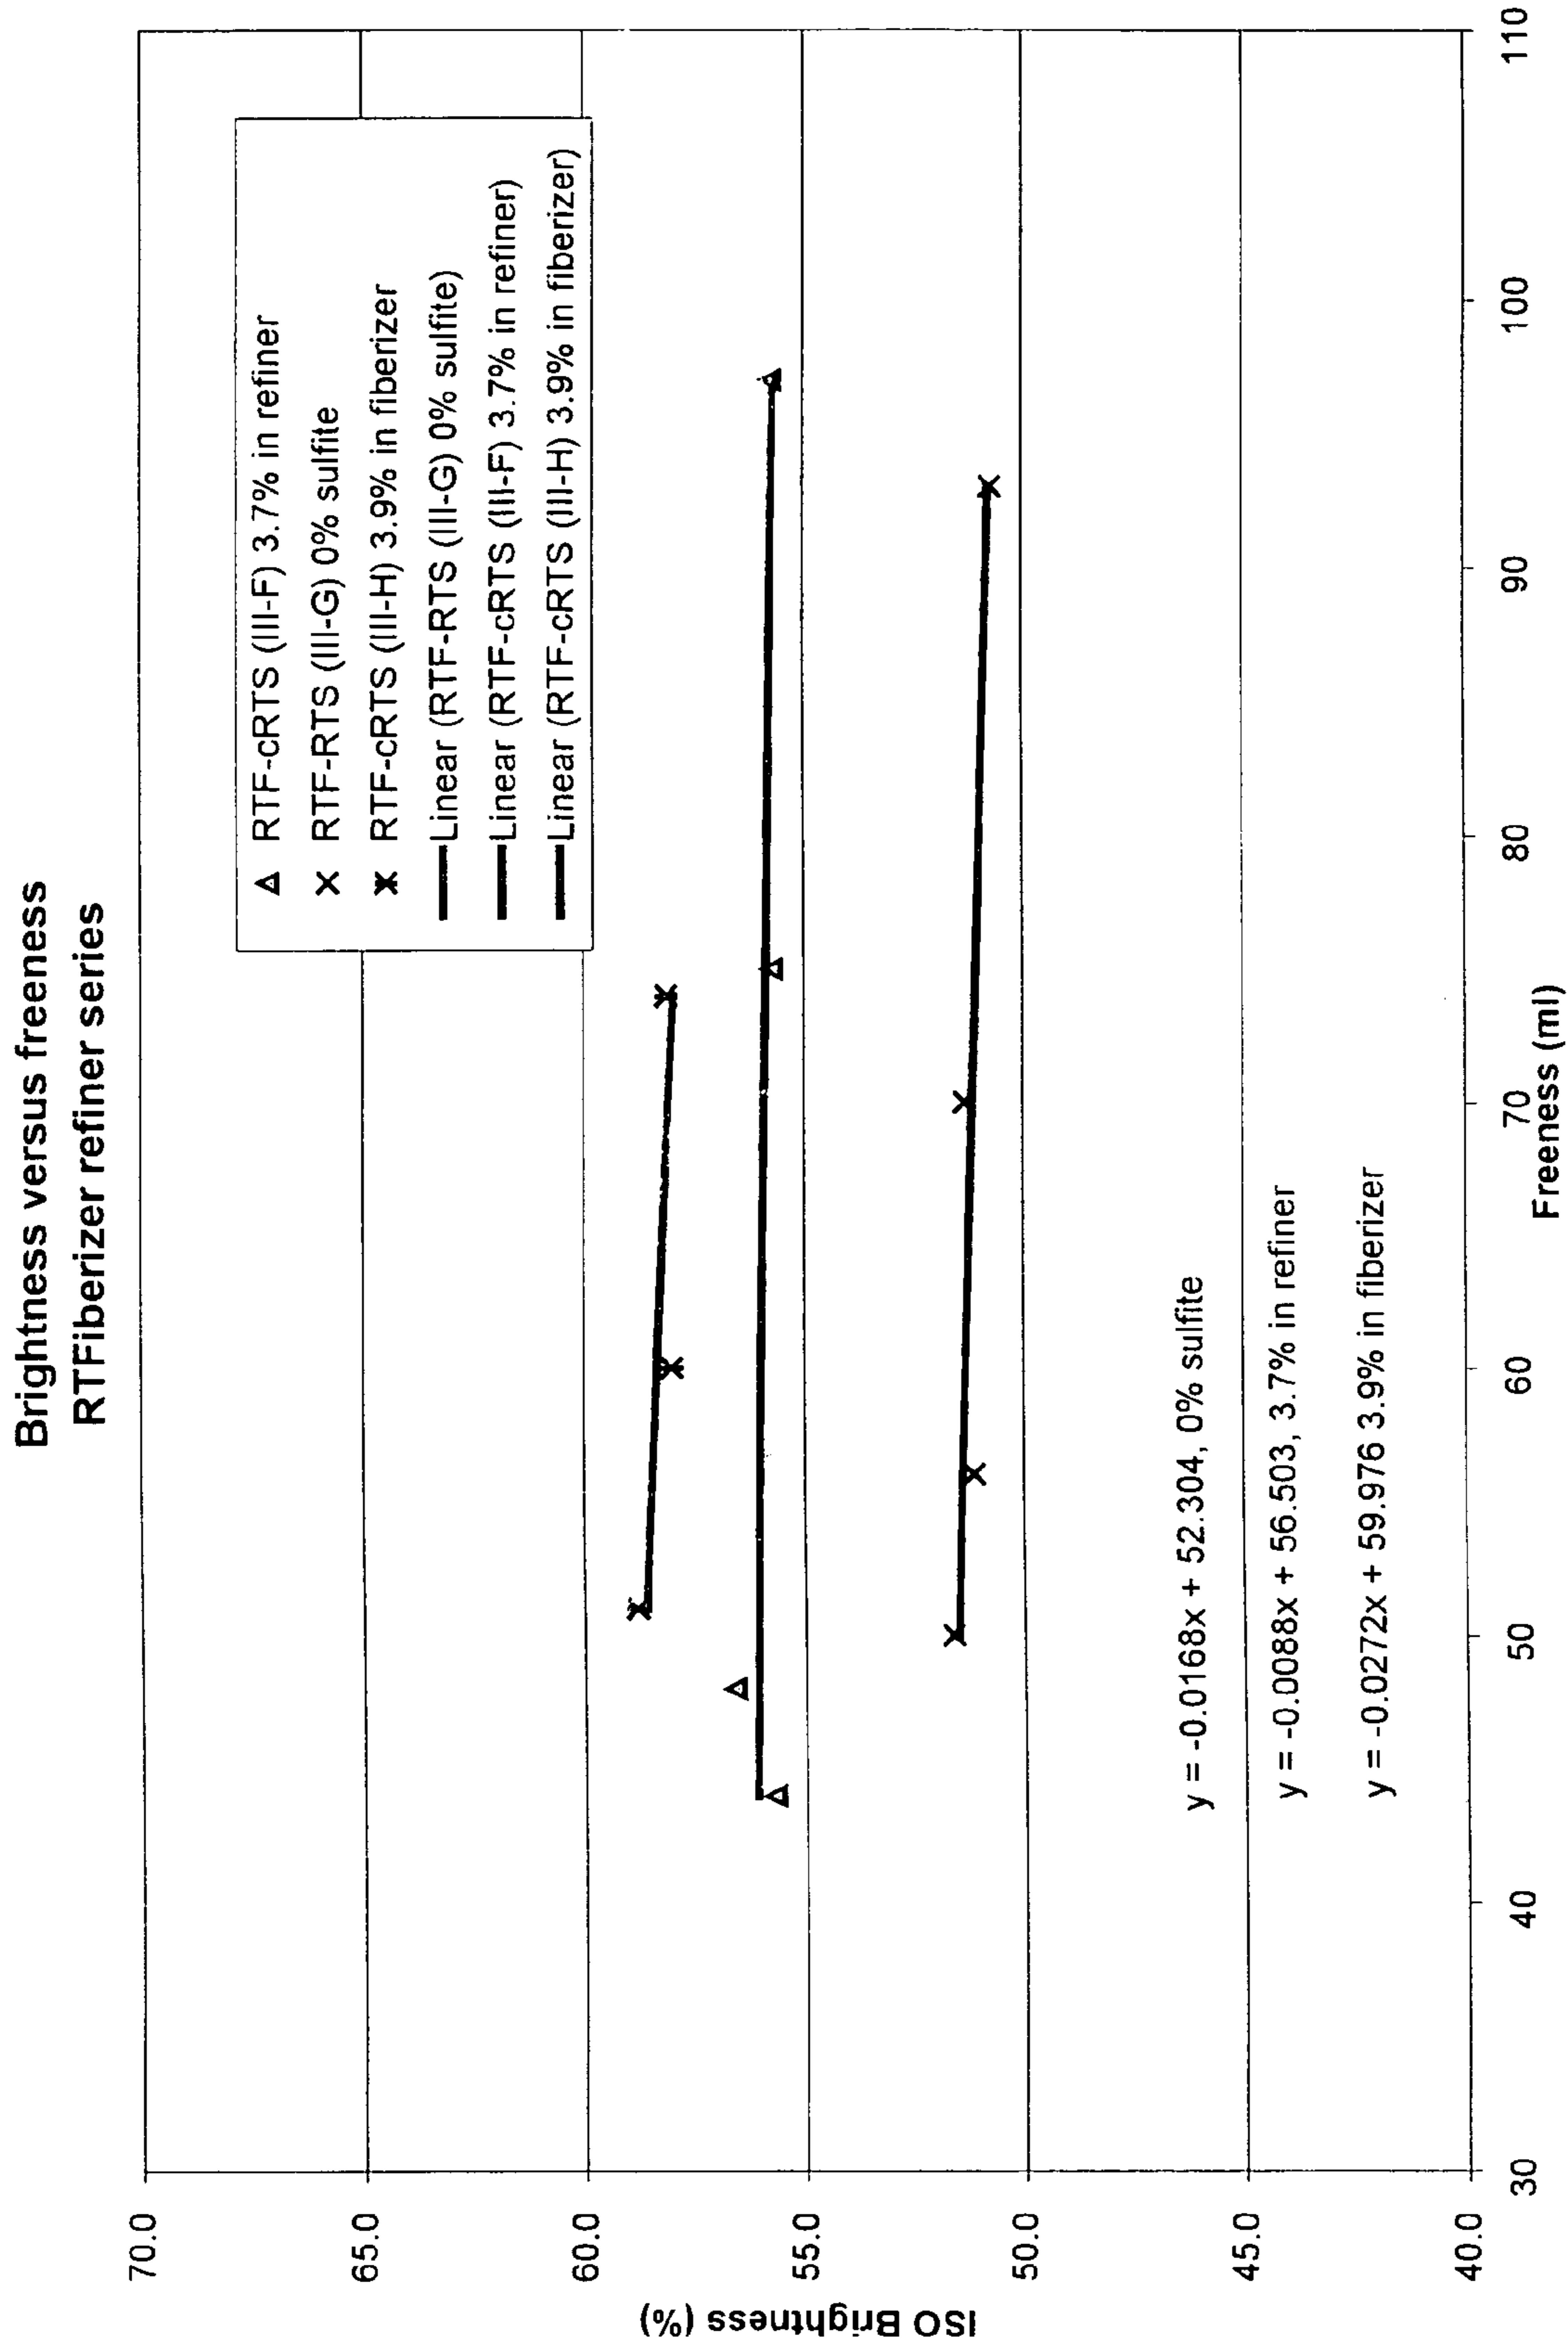 Brightness versus freeness
RTFiberizer refiner series
70.0
65.0
60.0
55.0
50.0
45.0
40.0
ISO Brightness (%)
RTF-cRTS (III-F) 3.7% in refiner
RTF-RTS (III-G) 0% sulfite
RTF-cRTS (III-H) 3.9% in fiberizer
Linear (RTF-RTS (III-G) 0% sulfite)
Linear (RTF-cRTS (III-F) 3.7% in refiner)
Linear (RTF-cRTS (III-H) 3.9% in fiberizer)
y = -0.0168x + 52.304, 0% sulfite
y = -0.0088x + 56.503, 3.7% in refiner
y = -0.0272x + 59.976 3.9% in fiberizer
30 40 50 60 70 80 90 100 110
Freeness (ml)